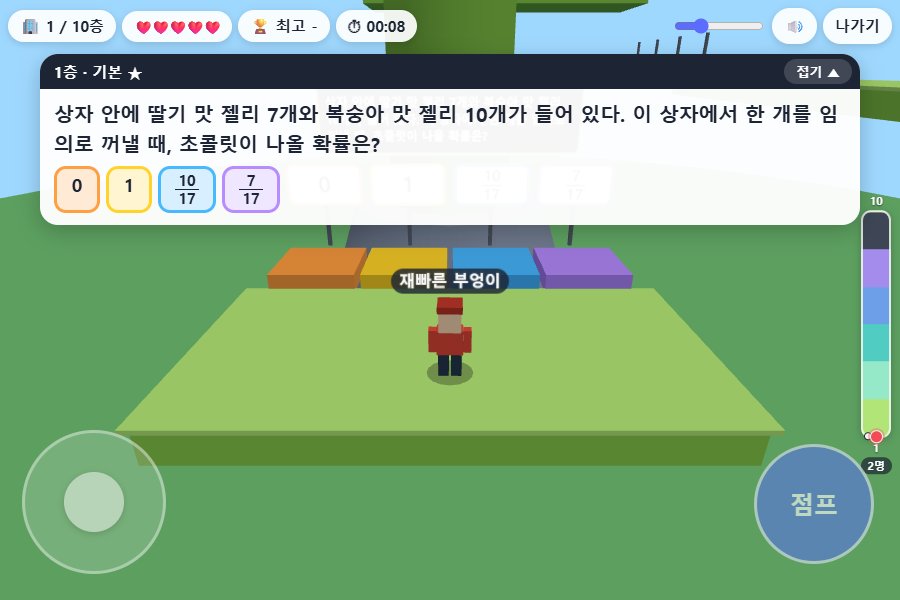 1 / 10층
최고 -
00:08
나가기
1층 · 기본 ★
접기 ▲
상자 안에 딸기 맛 젤리 7개와 복숭아 맛 젤리 10개가 들어 있다. 이 상자에서 한 개를 임
의로 꺼낼 때, 초콜릿이 나올 확률은?
0 1 10/17 7/17
10
재빠른 부엉이
1
2명
점프